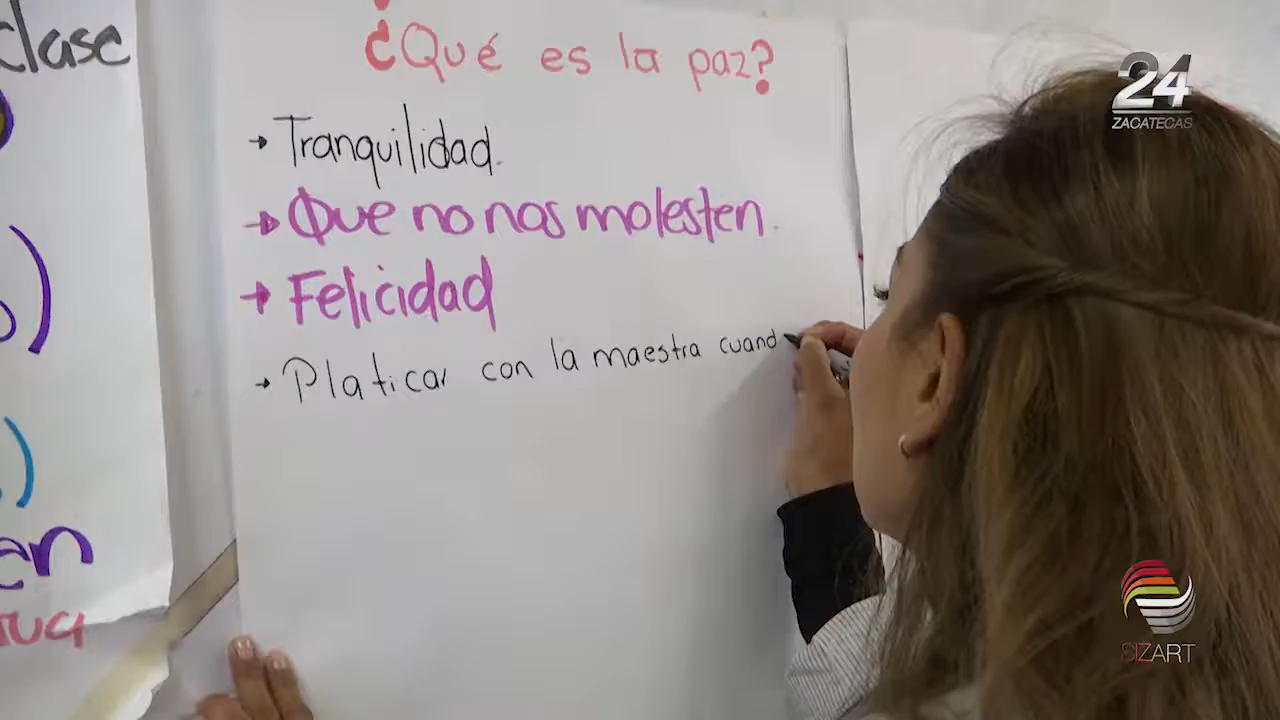 clase
¿Qué es la paz?
→ Tranquilidad.
→ Que no nos molesten.
→ Felicidad
→ Platicar con la maestra cuand
24
ZACATECAS
SIZART